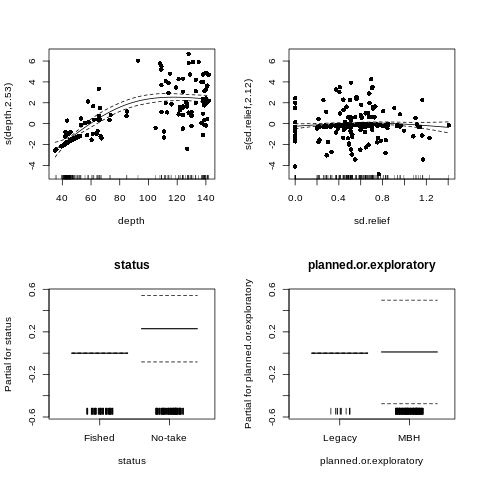 s(depth,2.53)
6
4
2
0
-2
-4
40 60 80 100 120 140
depth
s(sd.relief,2.12)
6
4
2
0
-2
-4
0.0 0.4 0.8 1.2
sd.relief
status
Partial for status
0.6
0.2
-0.2
-0.6
Fished No-take
status
planned.or.exploratory
Partial for planned.or.exploratory
0.6
0.2
-0.2
-0.6
Legacy MBH
planned.or.exploratory